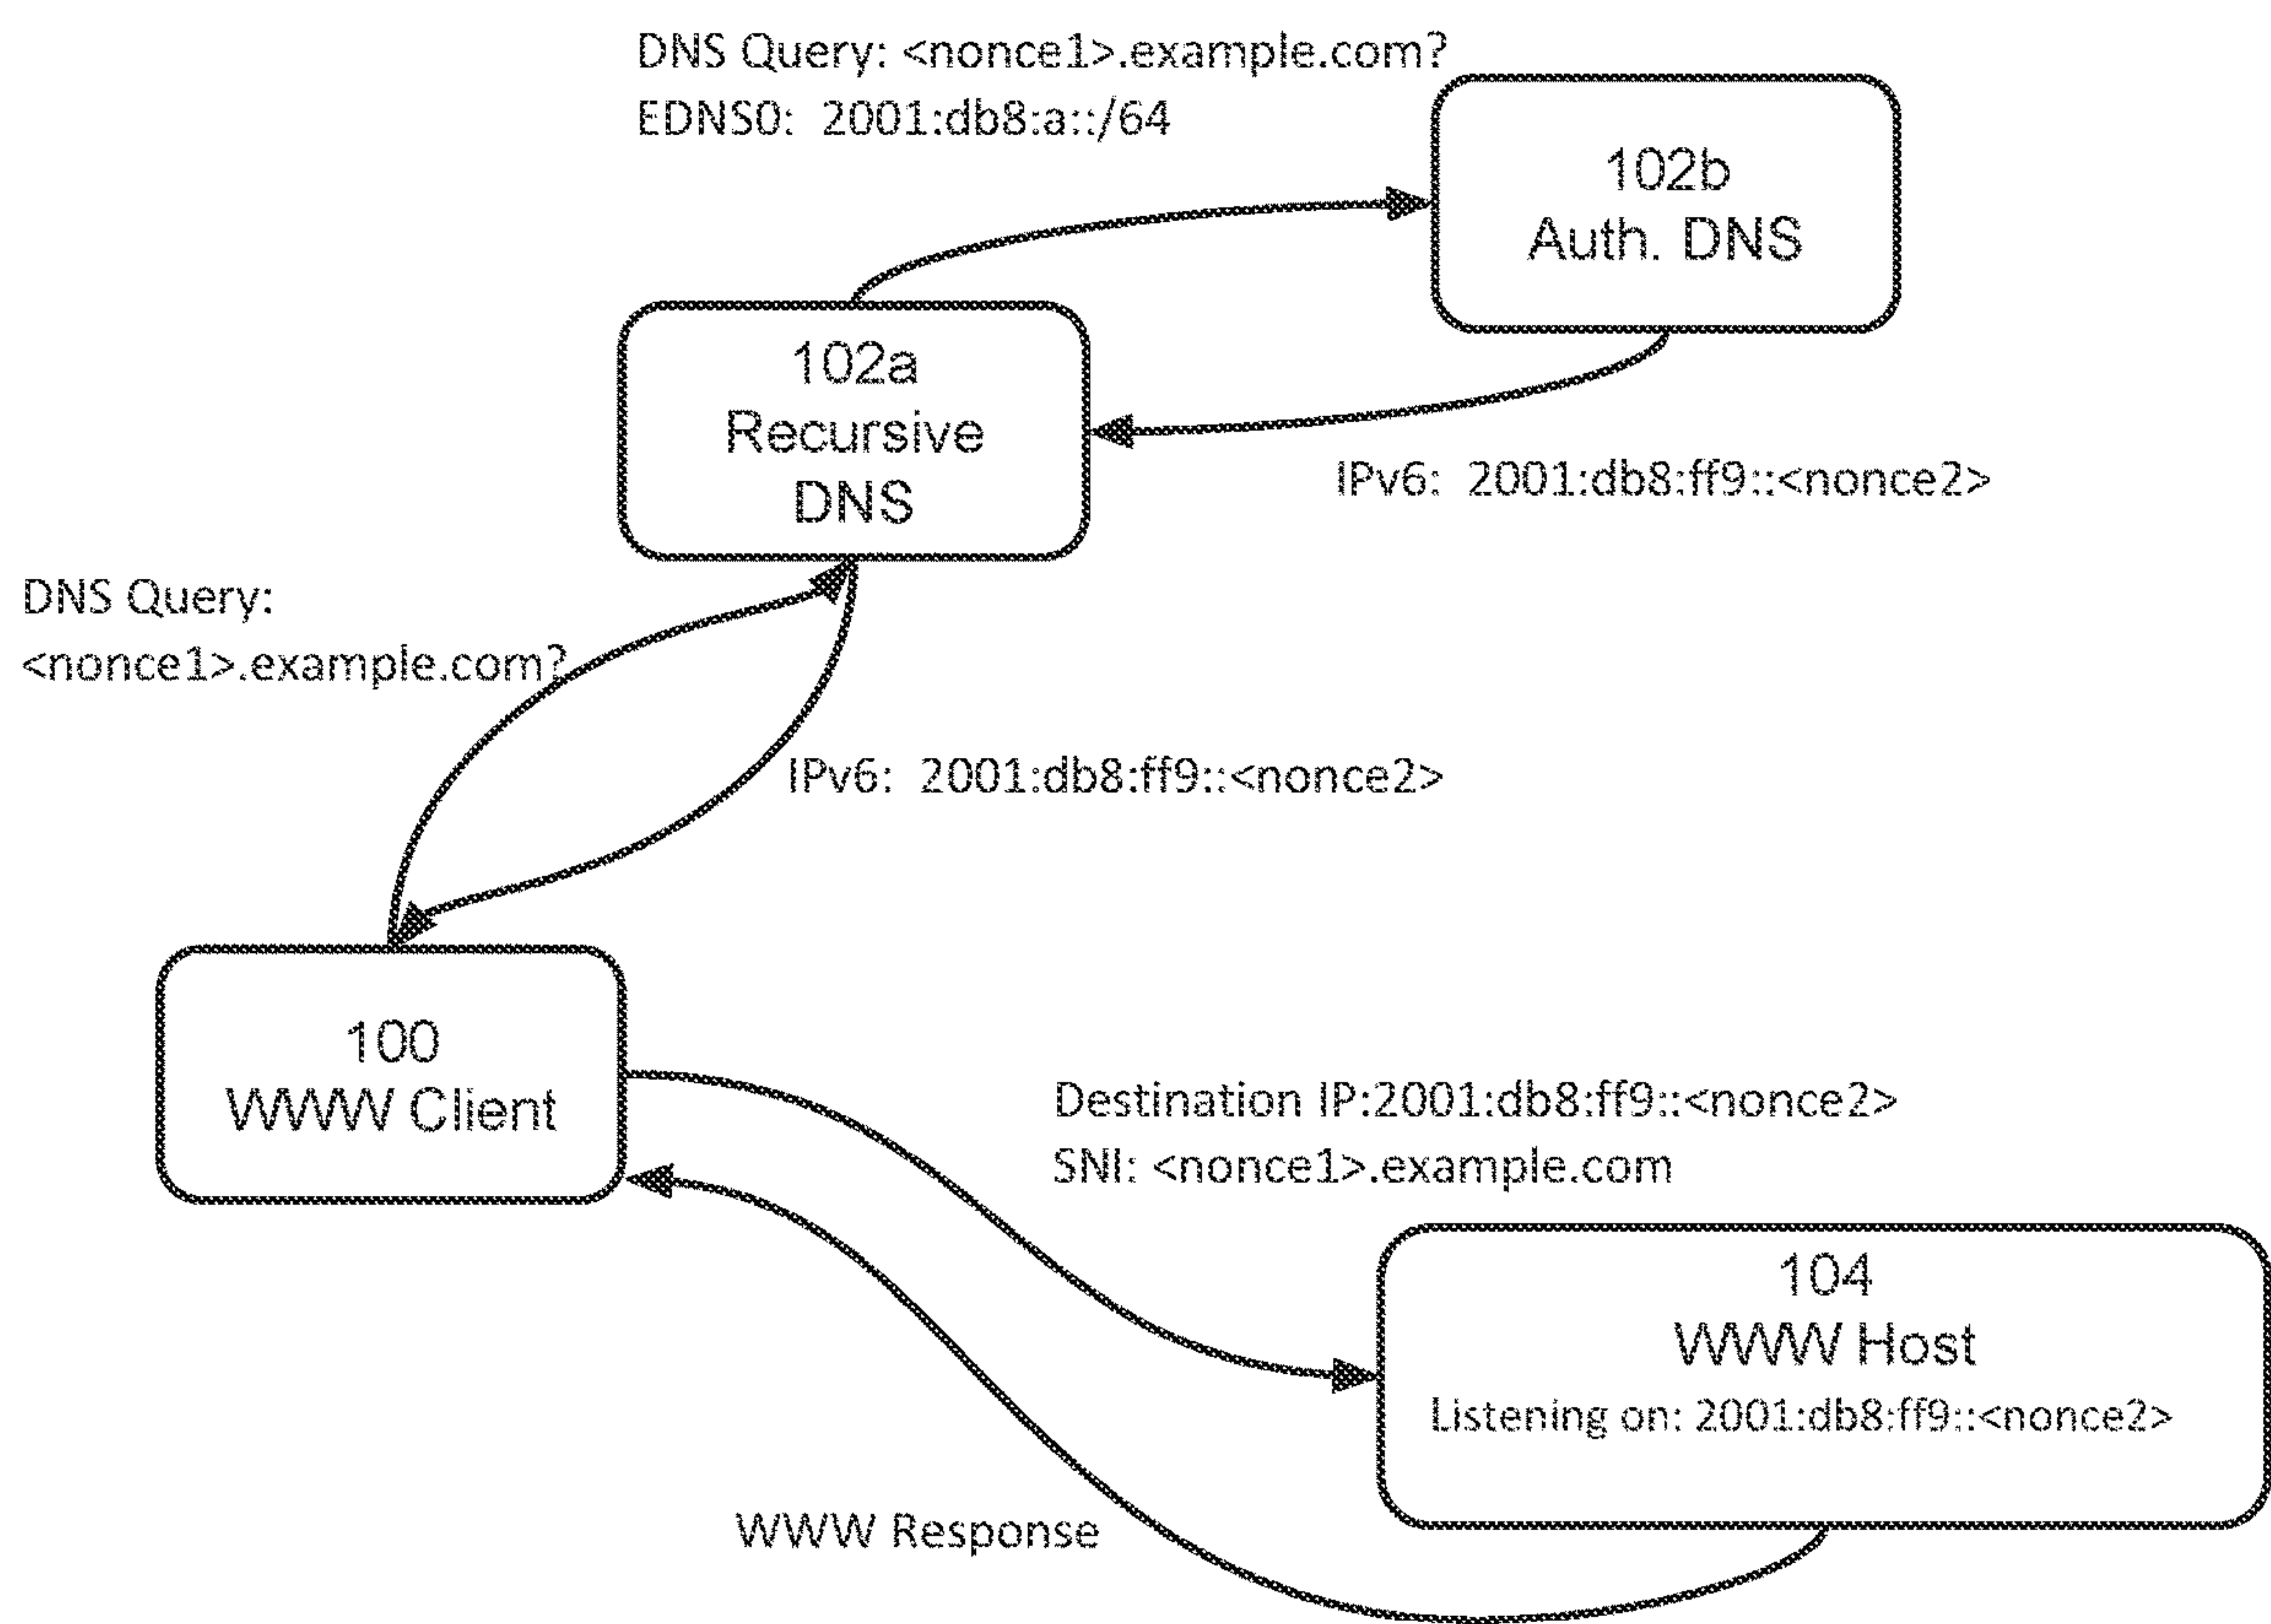 DNS Query: <nonce1>.example.com?
EDNS0: 2001:db8:a::/64
102b
Auth. DNS
102a
Recursive
DNS
IPv6: 2001:db8:ff9::<nonce2>
DNS Query:
<nonce1>.example.com?
IPv6: 2001:db8:ff9::<nonce2>
100
WWW Client
Destination IP:2001:db8:ff9::<nonce2>
SNI: <nonce1>.example.com
104
WWW Host
Listening on: 2001:db8:ff9::<nonce2>
WWW Response